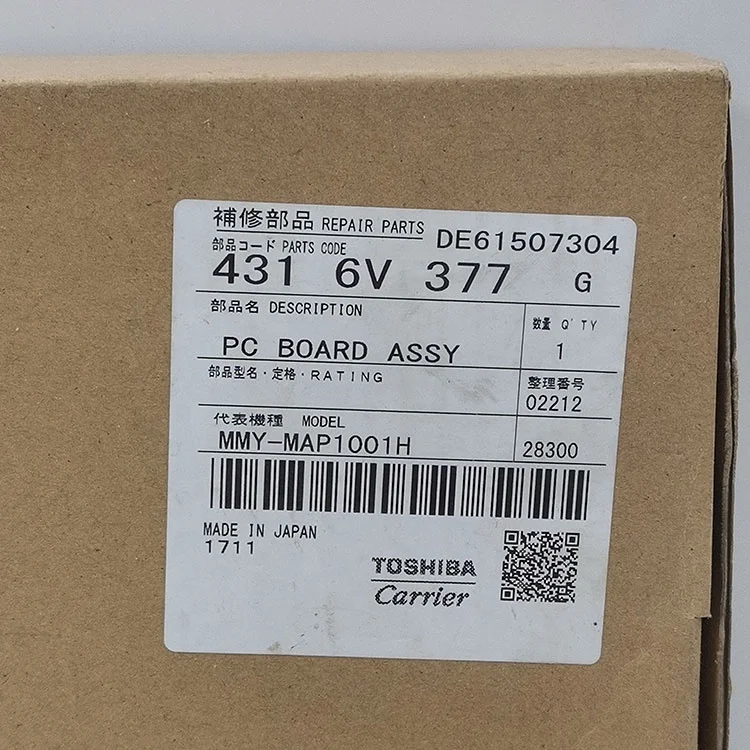 補修部品 REPAIR PARTS DE61507304
部品コード PARTS CODE
431 6V 377 G
部品名 DESCRIPTION 数量 Q'TY
PC BOARD ASSY 1
部品型名・定格・RATING 整理番号
02212
代表機種 MODEL
MMY-MAP1001H 28300
MADE IN JAPAN
1711
TOSHIBA
Carrier